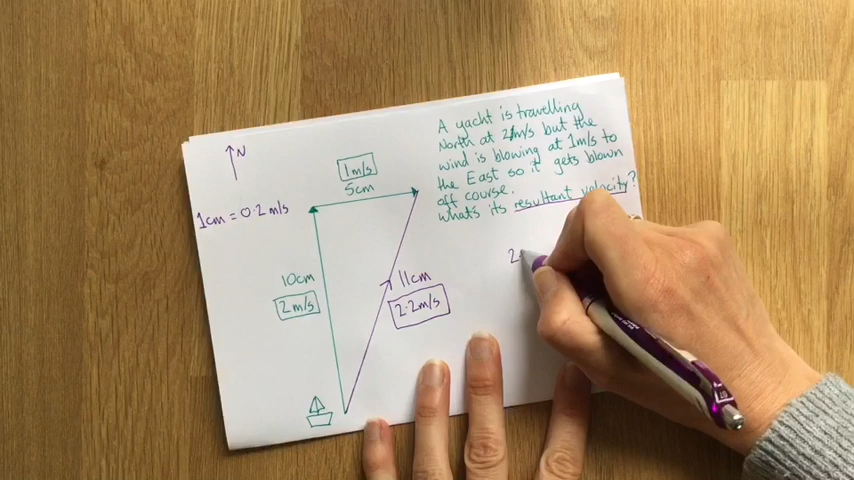 N
1cm = 0.2 m/s
1m/s
5cm
10cm
2m/s
11cm
2.2m/s
A yacht is travelling
North at 2m/s but the
wind is blowing at 1m/s to
the East so it gets blown
off course.
What's its resultant velocity?